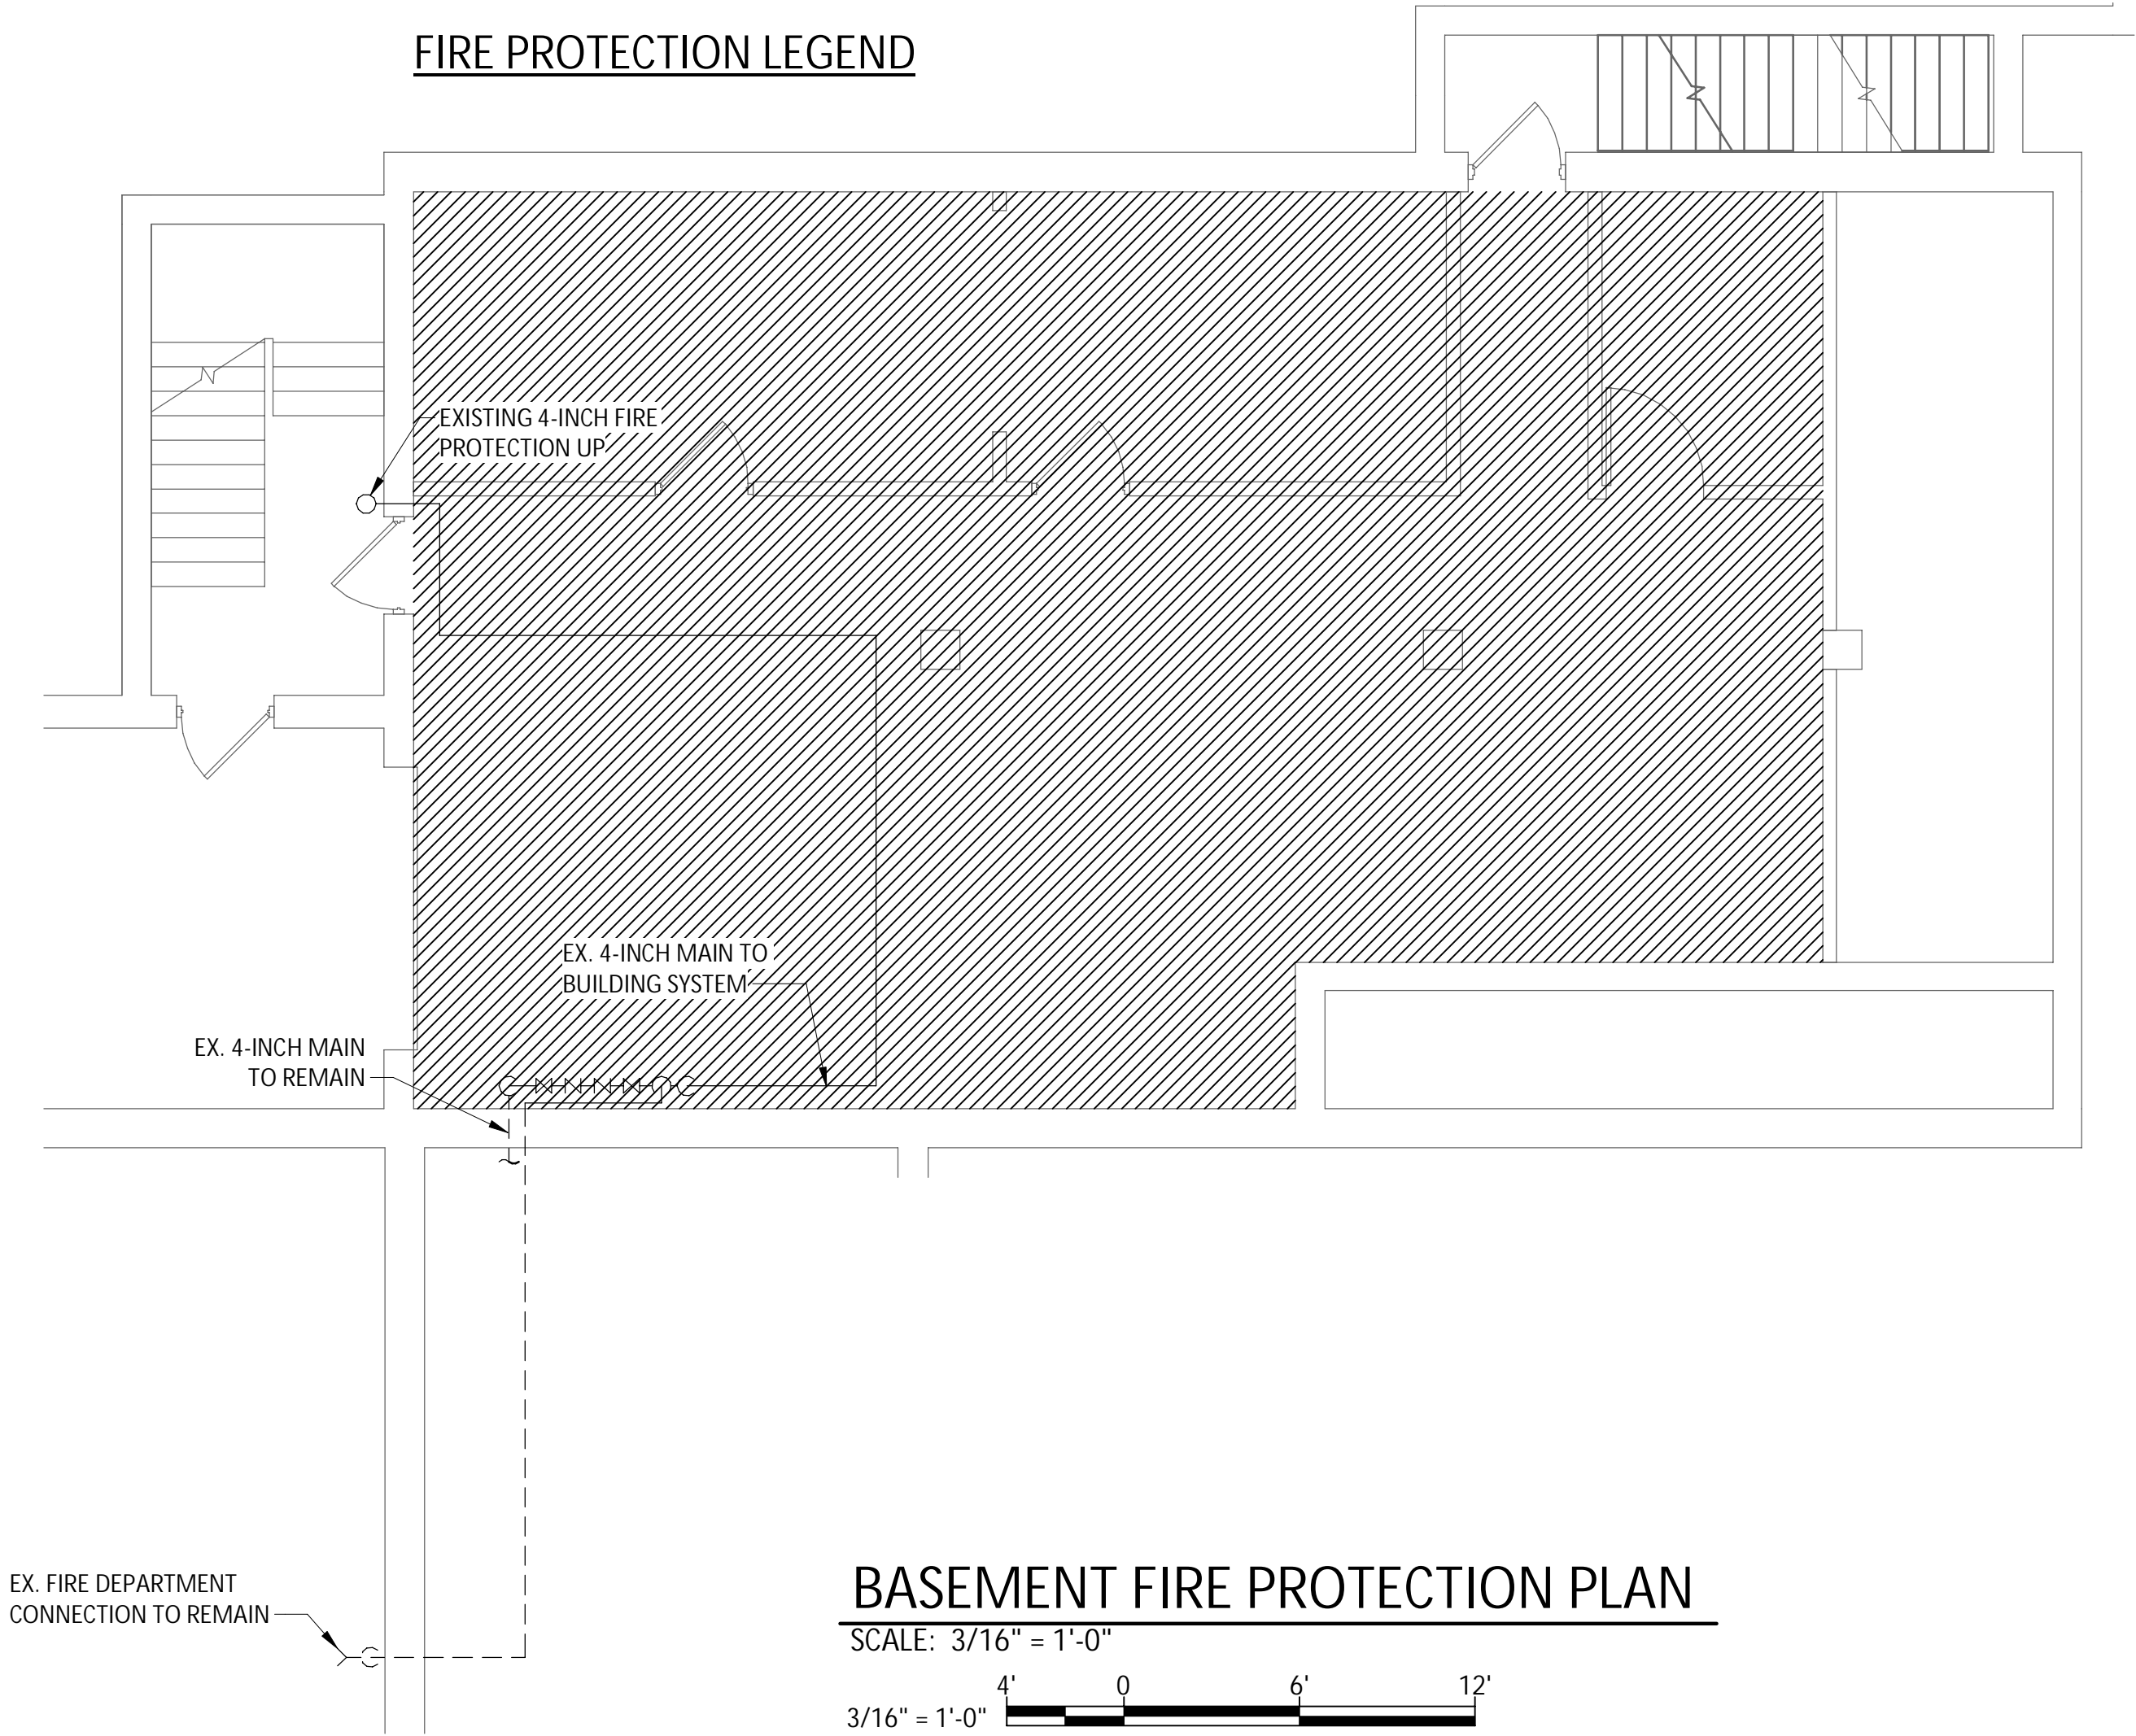 FIRE PROTECTION LEGEND
EXISTING 4-INCH FIRE
PROTECTION UP
EX. 4-INCH MAIN TO
BUILDING SYSTEM
EX. 4-INCH MAIN
TO REMAIN
EX. FIRE DEPARTMENT
CONNECTION TO REMAIN
BASEMENT FIRE PROTECTION PLAN
SCALE: 3/16" = 1'-0"
4' 0 6' 12'
3/16" = 1'-0"